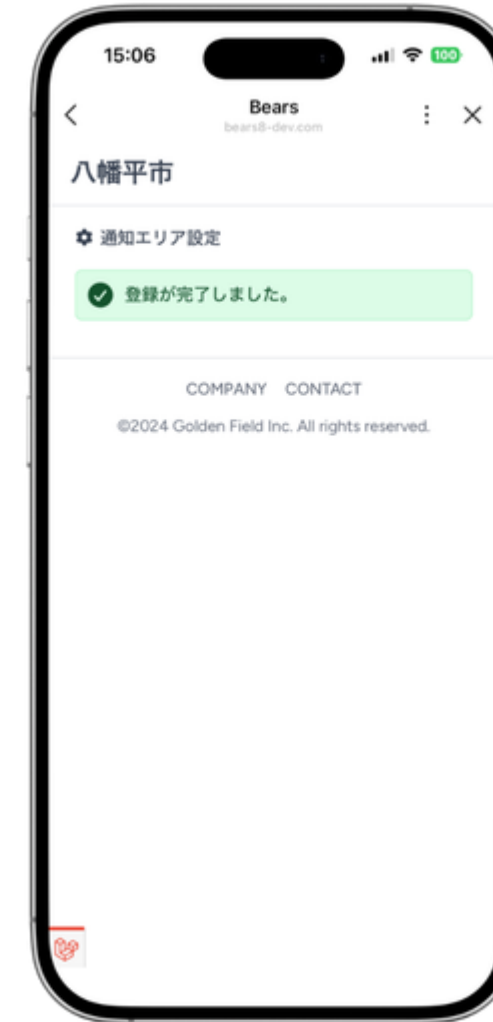 15:06
100
Bears
bears8-dev.com
八幡平市
通知エリア設定
登録が完了しました。
COMPANY CONTACT
©2024 Golden Field Inc. All rights reserved.